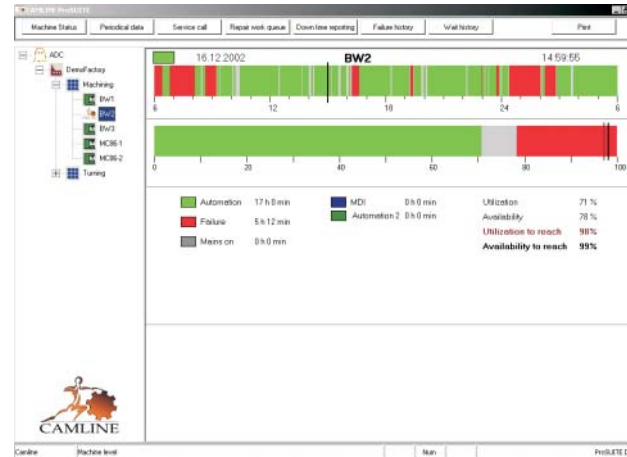 CAMLINE ProSUITE
Machine Status Periodical data Service call Repair work queue Down time reporting Failure history Wait history Print
ADC
DemoFactory
Machining
BW1
BW2
BW3
MC86-1
MC86-2
Turning
16.12.2002 BW2 14:59:55
6 12 18 24 6
0 20 40 60 80 100
Automation 17 h 0 min MDI 0 h 0 min Utilization 71 %
Failure 5 h 12 min Automation 2 0 h 0 min Availability 78 %
Mains on 0 h 0 min Utilization to reach 98%
Availability to reach 99%
CAMLINE
Camline Machine level Num ProSUITE